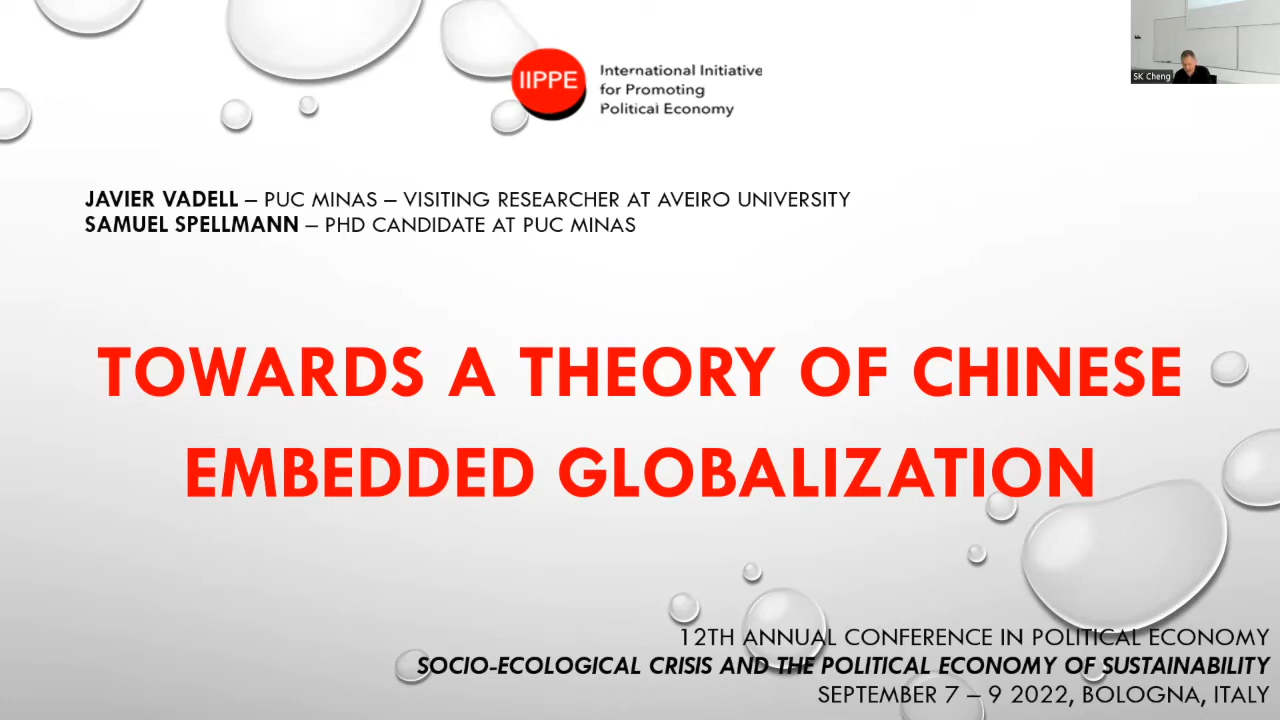 IIPPE
International Initiative
for Promoting
Political Economy
SK Cheng
JAVIER VADELL – PUC MINAS – VISITING RESEARCHER AT AVEIRO UNIVERSITY
SAMUEL SPELLMANN – PHD CANDIDATE AT PUC MINAS
TOWARDS A THEORY OF CHINESE
EMBEDDED GLOBALIZATION
12TH ANNUAL CONFERENCE IN POLITICAL ECONOMY
SOCIO-ECOLOGICAL CRISIS AND THE POLITICAL ECONOMY OF SUSTAINABILITY
SEPTEMBER 7 – 9 2022, BOLOGNA, ITALY